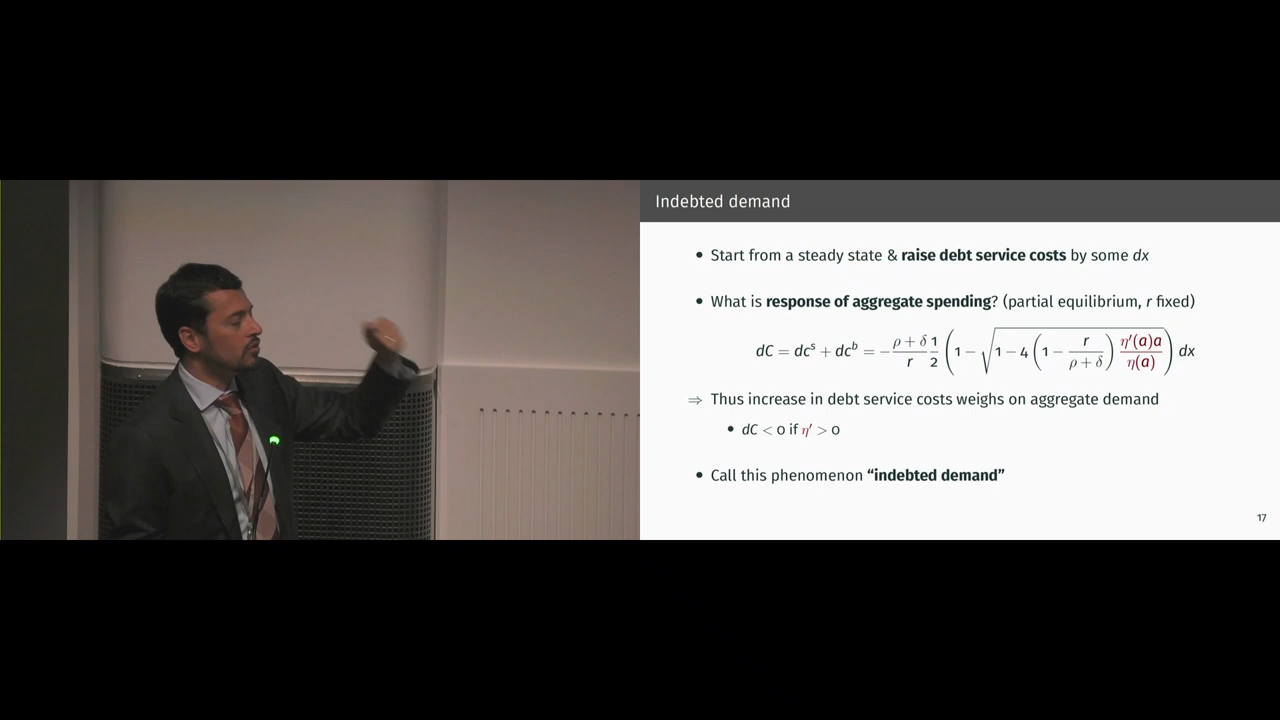 Indebted demand
• Start from a steady state & raise debt service costs by some dx
• What is response of aggregate spending? (partial equilibrium, r fixed)
dC = dc^s + dc^b = − (ρ + δ)/r 1/2 (1 − √(1 − 4 (1 − r/(ρ + δ)) η′(a)a/η(a))) dx
⇒ Thus increase in debt service costs weighs on aggregate demand
• dC < 0 if η′ > 0
• Call this phenomenon “indebted demand”
17